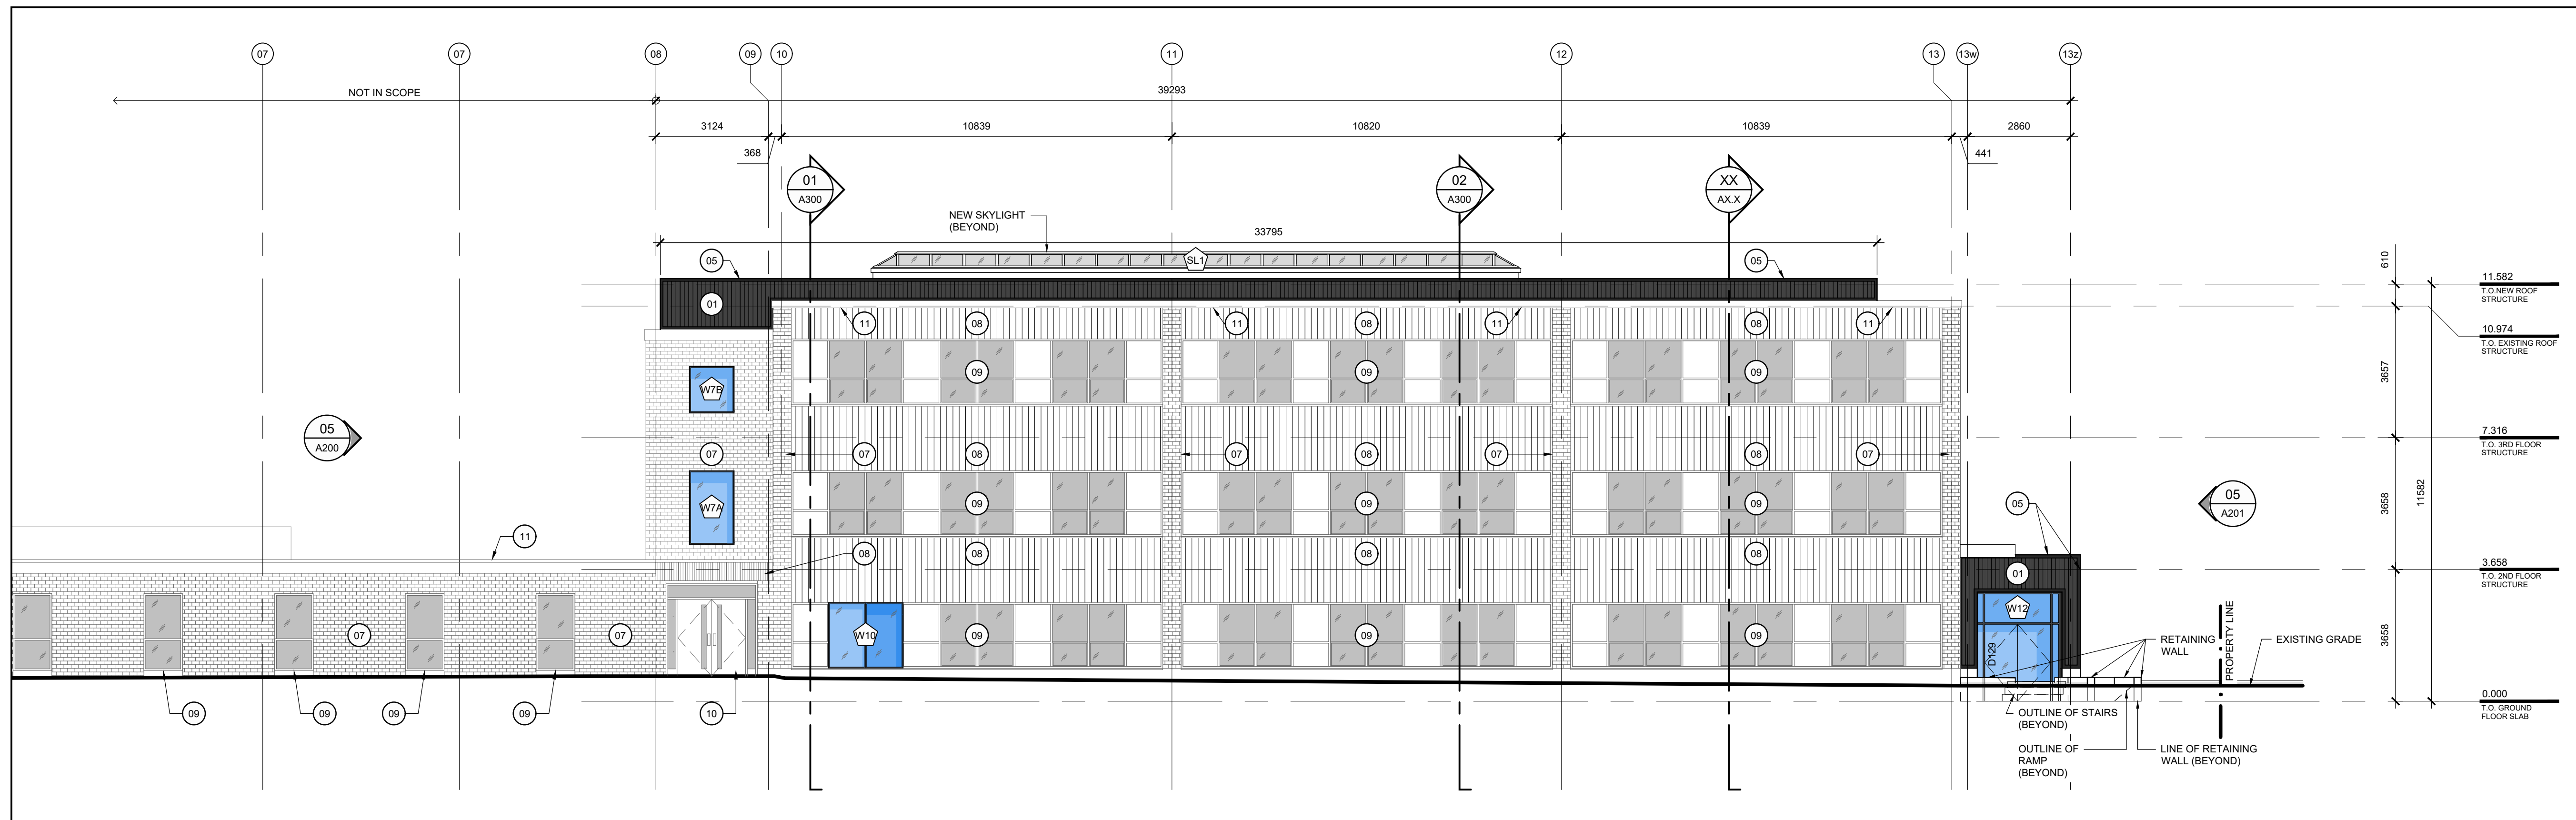 07
07
08
09
10
11
12
13
13w
13z
NOT IN SCOPE
39293
3124
10839
10820
10839
2860
368
441
01
A300
02
A300
XX
AX.X
NEW SKYLIGHT
(BEYOND)
33795
05
SL1
05
610
11.582
T.O.NEW ROOF
STRUCTURE
01
11
08
11
08
11
08
11
10.974
T.O. EXISTING ROOF
STRUCTURE
W7B
09
09
09
3657
05
A200
7.316
T.O. 3RD FLOOR
STRUCTURE
07
07
08
07
08
07
08
07
W7A
09
09
09
05
05
A201
3658
11582
11
08
08
08
08
01
3.658
T.O. 2ND FLOOR
STRUCTURE
W12
07
07
W10
09
09
09
D129
RETAINING
WALL
PROPERTY LINE
EXISTING GRADE
3658
0.000
T.O. GROUND
FLOOR SLAB
09
09
09
09
10
OUTLINE OF STAIRS
(BEYOND)
OUTLINE OF
RAMP
(BEYOND)
LINE OF RETAINING
WALL (BEYOND)